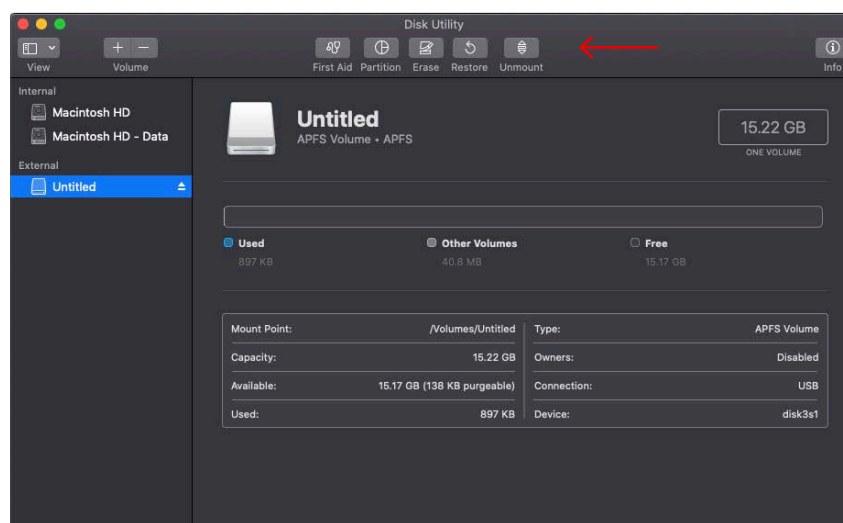 Disk Utility
View Volume First Aid Partition Erase Restore Unmount Info
Internal
Macintosh HD
Macintosh HD - Data
External
Untitled
Untitled
APFS Volume • APFS
15.22 GB
ONE VOLUME
Used Other Volumes Free
897 KB 40.8 MB 15.17 GB
Mount Point: /Volumes/Untitled Type: APFS Volume
Capacity: 15.22 GB Owners: Disabled
Available: 15.17 GB (138 KB purgeable) Connection: USB
Used: 897 KB Device: disk3s1